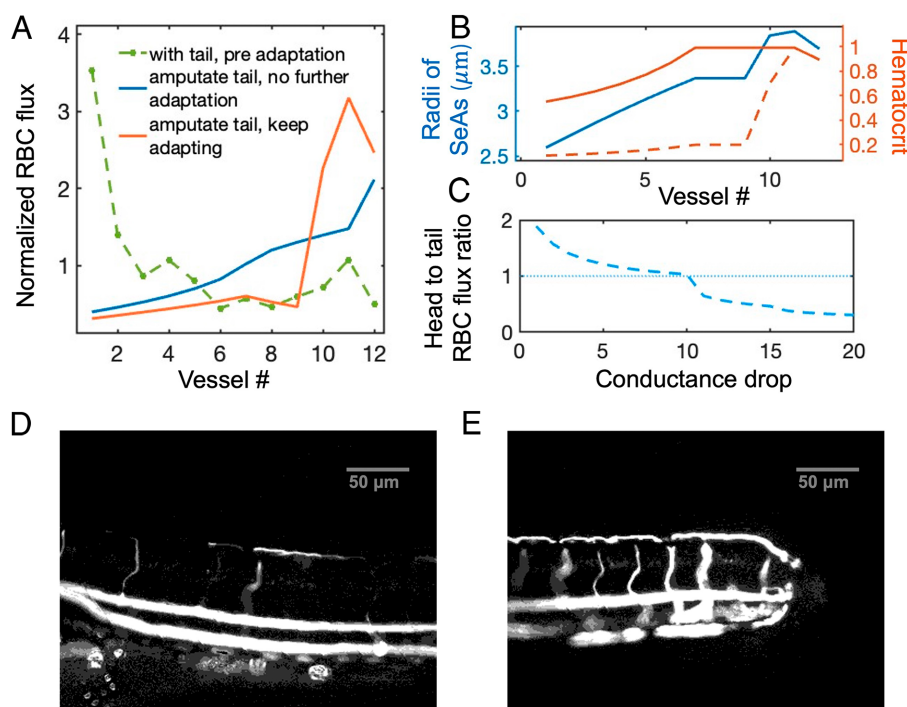 A
4
3
2
1
Normalized RBC flux
with tail, pre adaptation
amputate tail, no further
adaptation
amputate tail, keep
adapting
2
4
6
8
10
12
Vessel #
B
Radii of
SeAs (μm)
3.5
3
2.5
0
5
10
Vessel #
1
0.8
0.6
0.4
0.2
Hematocrit
C
Head to tail
RBC flux ratio
2
1
0
0
5
10
15
20
Conductance drop
D
50 μm
E
50 μm